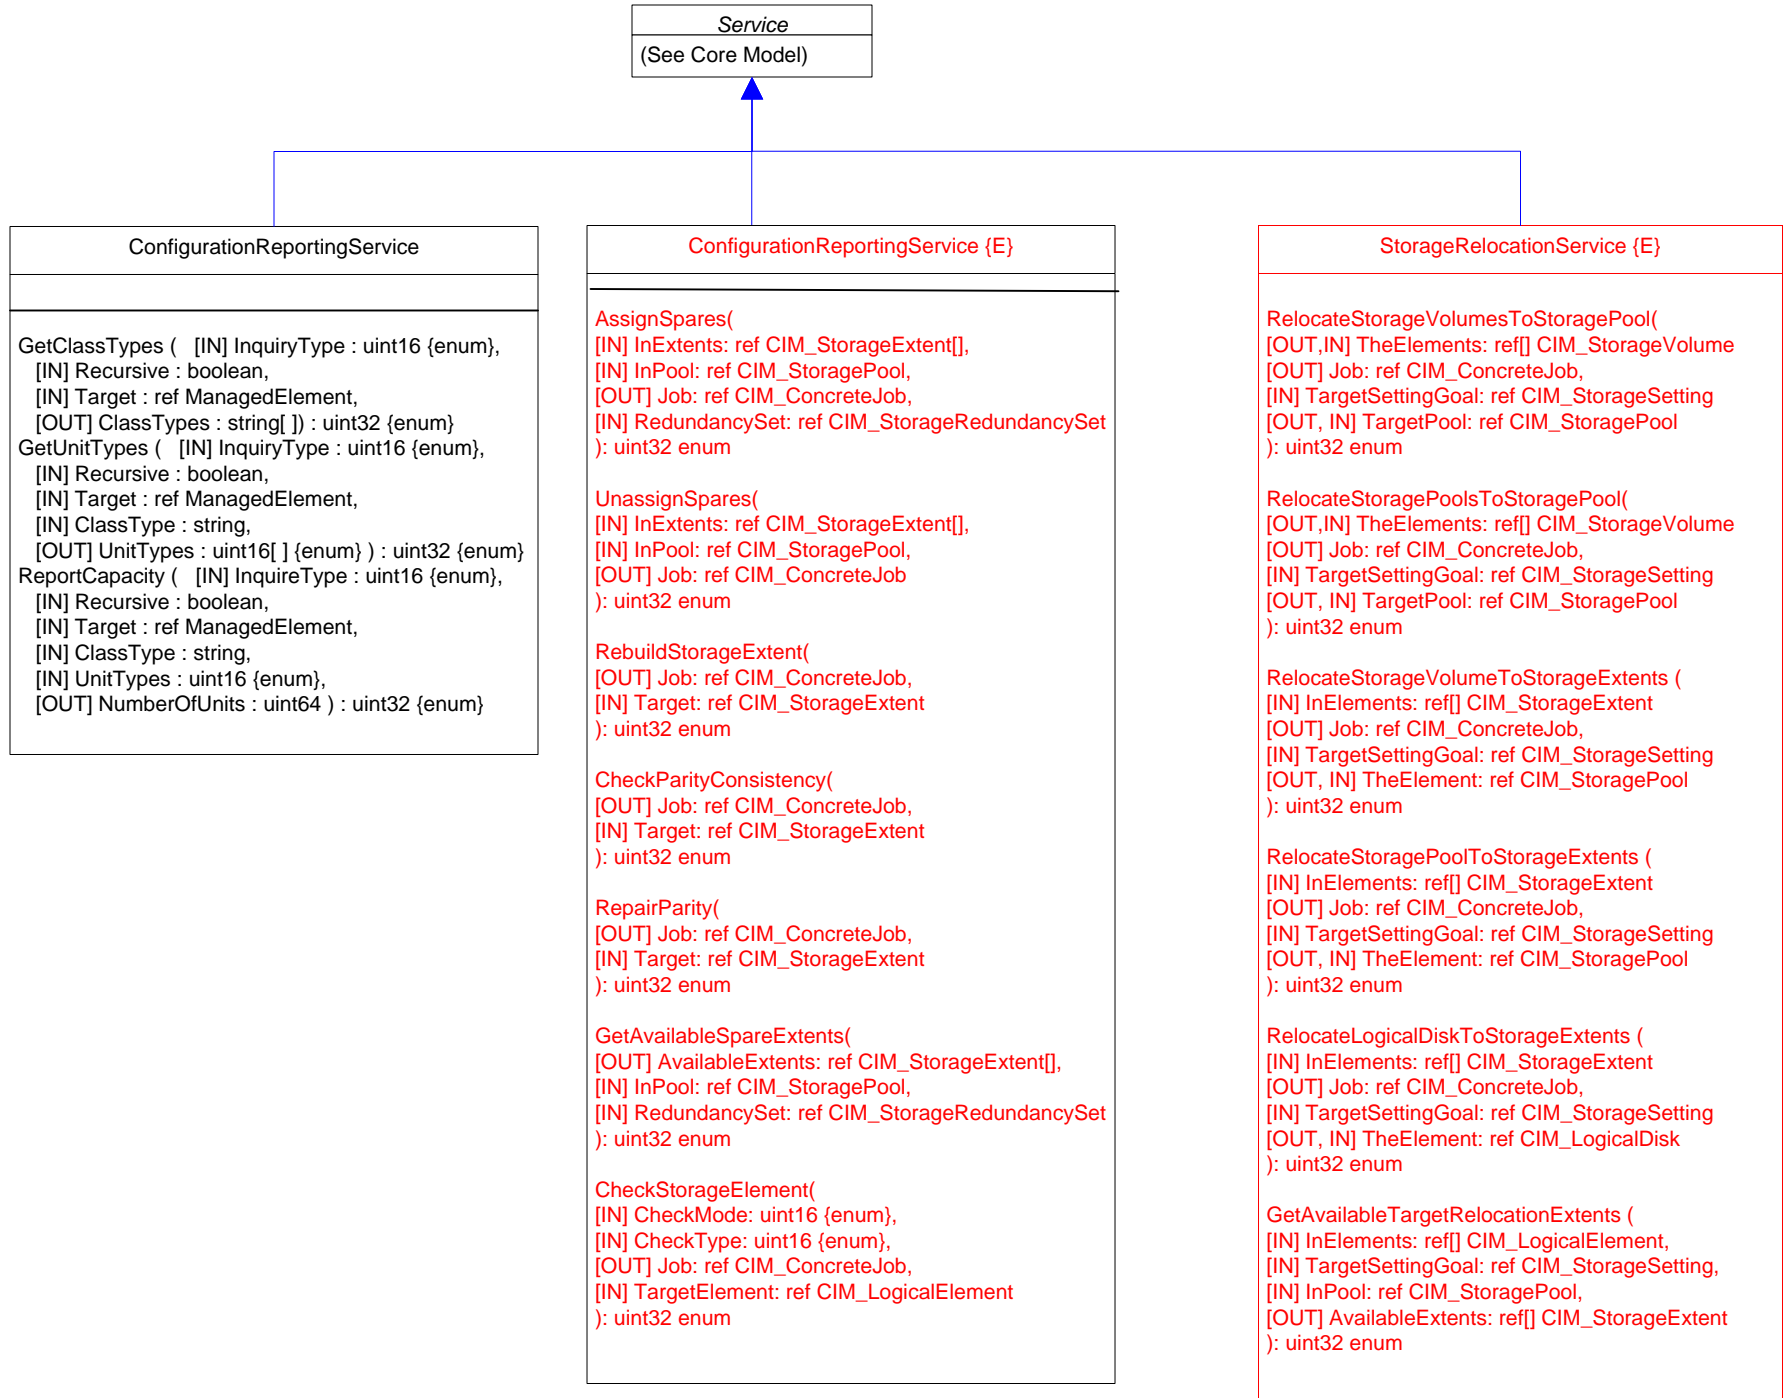 Service
(See Core Model)
ConfigurationReportingService
GetClassTypes (   [IN] InquiryType : uint16 {enum},
[IN] Recursive : boolean,
[IN] Target : ref ManagedElement,
[OUT] ClassTypes : string[ ]) : uint32 {enum}
GetUnitTypes (   [IN] InquiryType : uint16 {enum},
[IN] Recursive : boolean,
[IN] Target : ref ManagedElement,
[IN] ClassType : string,
[OUT] UnitTypes : uint16[ ] {enum} ) : uint32 {enum}
ReportCapacity (   [IN] InquireType : uint16 {enum},
[IN] Recursive : boolean,
[IN] Target : ref ManagedElement,
[IN] ClassType : string,
[IN] UnitTypes : uint16 {enum},
[OUT] NumberOfUnits : uint64 ) : uint32 {enum}
ConfigurationReportingService {E}
AssignSpares(
[IN] InExtents: ref CIM_StorageExtent[],
[IN] InPool: ref CIM_StoragePool,
[OUT] Job: ref CIM_ConcreteJob,
[IN] RedundancySet: ref CIM_StorageRedundancySet
): uint32 enum
UnassignSpares(
[IN] InExtents: ref CIM_StorageExtent[],
[IN] InPool: ref CIM_StoragePool,
[OUT] Job: ref CIM_ConcreteJob
): uint32 enum
RebuildStorageExtent(
[OUT] Job: ref CIM_ConcreteJob,
[IN] Target: ref CIM_StorageExtent
): uint32 enum
CheckParityConsistency(
[OUT] Job: ref CIM_ConcreteJob,
[IN] Target: ref CIM_StorageExtent
): uint32 enum
RepairParity(
[OUT] Job: ref CIM_ConcreteJob,
[IN] Target: ref CIM_StorageExtent
): uint32 enum
GetAvailableSpareExtents(
[OUT] AvailableExtents: ref CIM_StorageExtent[],
[IN] InPool: ref CIM_StoragePool,
[IN] RedundancySet: ref CIM_StorageRedundancySet
): uint32 enum
CheckStorageElement(
[IN] CheckMode: uint16 {enum},
[IN] CheckType: uint16 {enum},
[OUT] Job: ref CIM_ConcreteJob,
[IN] TargetElement: ref CIM_LogicalElement
): uint32 enum
StorageRelocationService {E}
RelocateStorageVolumesToStoragePool(
[OUT,IN] TheElements: ref[] CIM_StorageVolume
[OUT] Job: ref CIM_ConcreteJob,
[IN] TargetSettingGoal: ref CIM_StorageSetting
[OUT, IN] TargetPool: ref CIM_StoragePool
): uint32 enum
RelocateStoragePoolsToStoragePool(
[OUT,IN] TheElements: ref[] CIM_StorageVolume
[OUT] Job: ref CIM_ConcreteJob,
[IN] TargetSettingGoal: ref CIM_StorageSetting
[OUT, IN] TargetPool: ref CIM_StoragePool
): uint32 enum
RelocateStorageVolumeToStorageExtents (
[IN] InElements: ref[] CIM_StorageExtent
[OUT] Job: ref CIM_ConcreteJob,
[IN] TargetSettingGoal: ref CIM_StorageSetting
[OUT, IN] TheElement: ref CIM_StoragePool
): uint32 enum
RelocateStoragePoolToStorageExtents (
[IN] InElements: ref[] CIM_StorageExtent
[OUT] Job: ref CIM_ConcreteJob,
[IN] TargetSettingGoal: ref CIM_StorageSetting
[OUT, IN] TheElement: ref CIM_StoragePool
): uint32 enum
RelocateLogicalDiskToStorageExtents (
[IN] InElements: ref[] CIM_StorageExtent
[OUT] Job: ref CIM_ConcreteJob,
[IN] TargetSettingGoal: ref CIM_StorageSetting
[OUT, IN] TheElement: ref CIM_LogicalDisk
): uint32 enum
GetAvailableTargetRelocationExtents (
[IN] InElements: ref[] CIM_LogicalElement,
[IN] TargetSettingGoal: ref CIM_StorageSetting,
[IN] InPool: ref CIM_StoragePool,
[OUT] AvailableExtents: ref[] CIM_StorageExtent
): uint32 enum